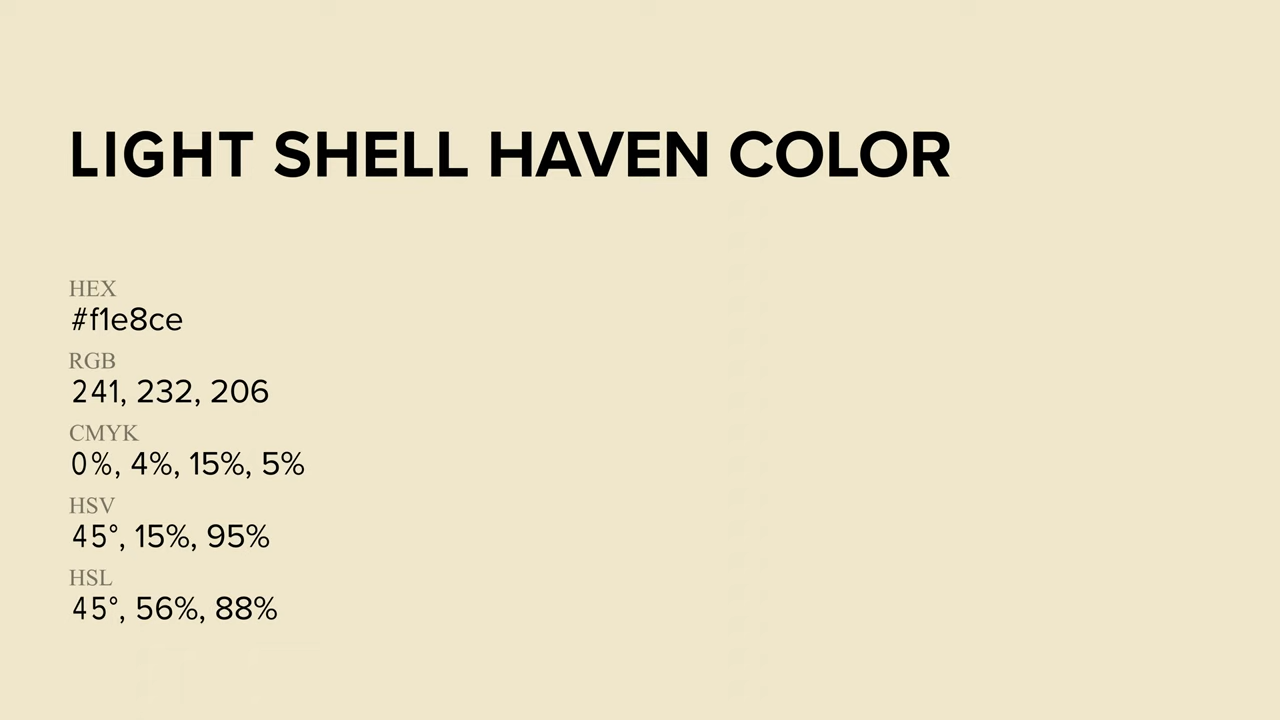 LIGHT SHELL HAVEN COLOR
HEX
#f1e8ce
RGB
241, 232, 206
CMYK
0%, 4%, 15%, 5%
HSV
45°, 15%, 95%
HSL
45°, 56%, 88%